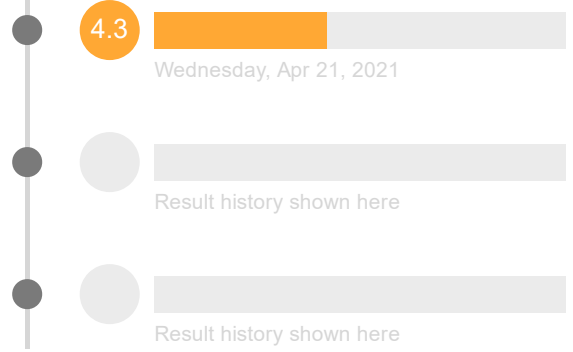 4.3
Wednesday, Apr 21, 2021
Result history shown here
Result history shown here